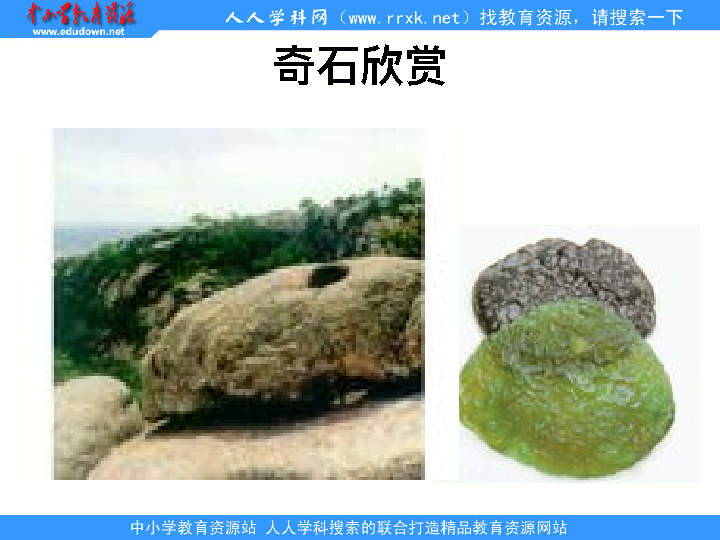 中小学教育资源
www.edudown.net
人人学科网（www.rrxk.net）找教育资源，请搜索一下
奇石欣赏
中小学教育资源站 人人学科搜索的联合打造精品教育资源网站